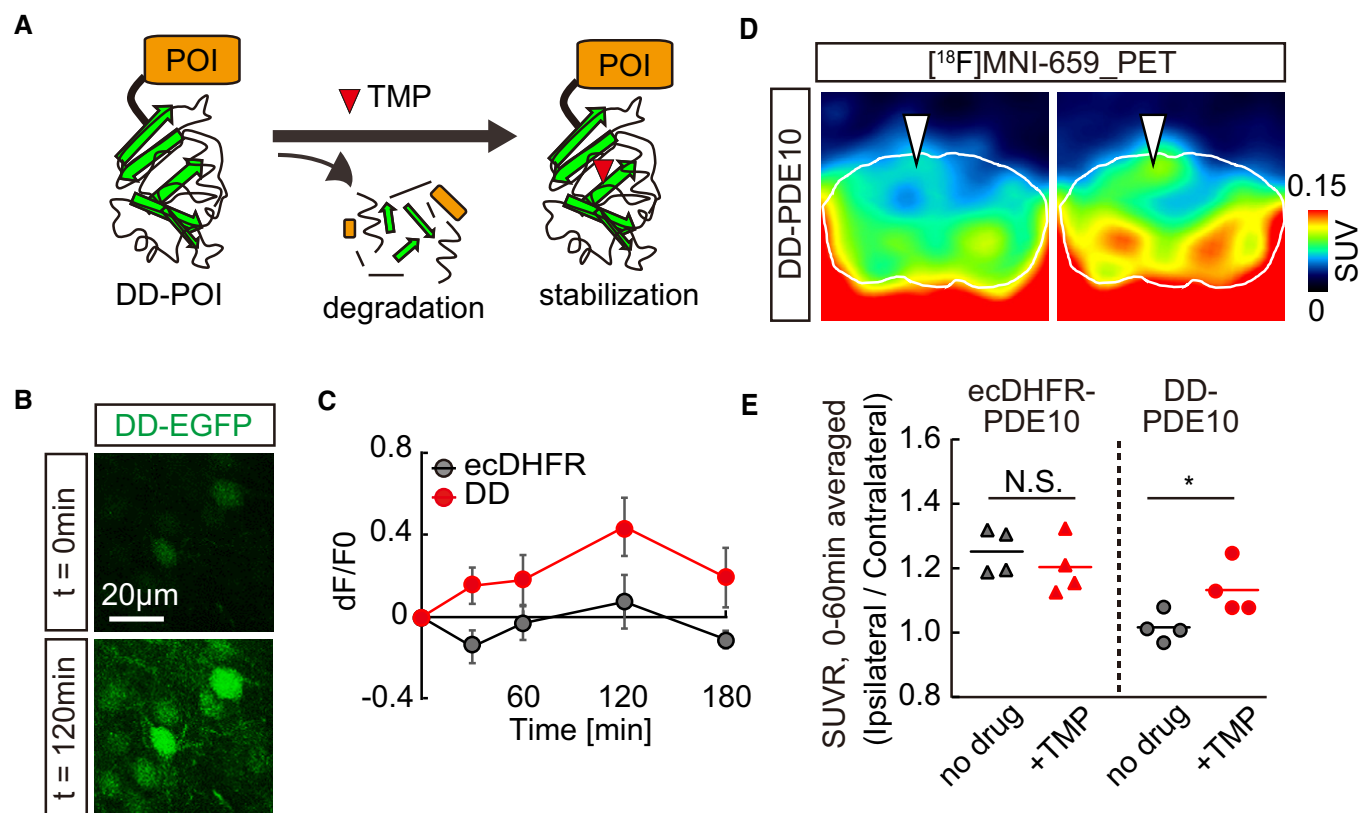 A
POI
TMP
POI
DD-POI
degradation
stabilization
B
DD-EGFP
t = 0min
20μm
t = 120min
C
0.8
0.4
0
-0.4
dF/F0
ecDHFR
DD
60
120
180
Time [min]
D
[¹⁸F]MNI-659_PET
DD-PDE10
0.15
SUV
0
E
SUVR, 0-60min averaged
(Ipsilateral / Contralateral)
ecDHFR-
PDE10
DD-
PDE10
1.6
1.4
1.2
1.0
0.8
N.S.
*
no drug
+TMP
no drug
+TMP